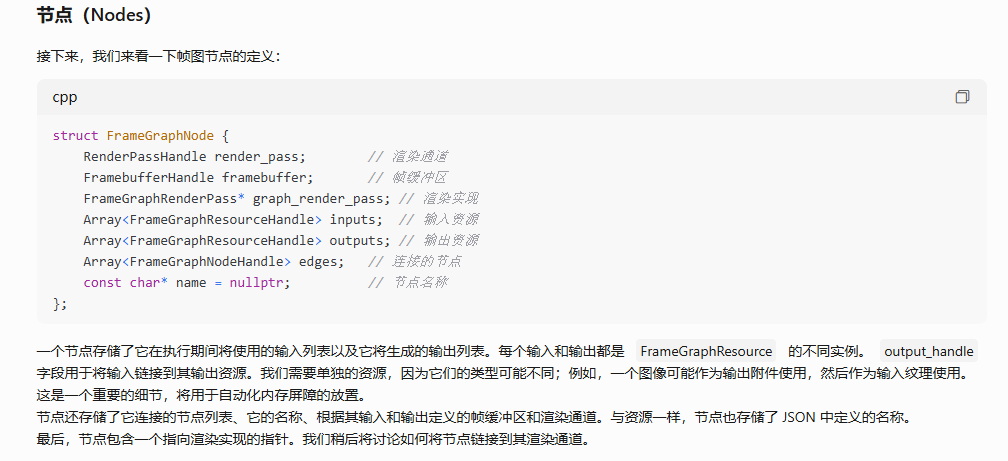 节点（Nodes）
接下来，我们来看一下帧图节点的定义：
cpp
struct FrameGraphNode {
    RenderPassHandle render_pass;        // 渲染通道
    FramebufferHandle framebuffer;       // 帧缓冲区
    FrameGraphRenderPass* graph_render_pass; // 渲染实现
    Array<FrameGraphResourceHandle> inputs;  // 输入资源
    Array<FrameGraphResourceHandle> outputs; // 输出资源
    Array<FrameGraphNodeHandle> edges;   // 连接的节点
    const char* name = nullptr;          // 节点名称
};
一个节点存储了它在执行期间将使用的输入列表以及它将生成的输出列表。每个输入和输出都是 FrameGraphResource 的不同实例。 output_handle
字段用于将输入链接到其输出资源。我们需要单独的资源，因为它们的类型可能不同；例如，一个图像可能作为输出附件使用，然后作为输入纹理使用。
这是一个重要的细节，将用于自动化内存屏障的放置。
节点还存储了它连接的节点列表、它的名称、根据其输入和输出定义的帧缓冲区和渲染通道。与资源一样，节点也存储了 JSON 中定义的名称。
最后，节点包含一个指向渲染实现的指针。我们稍后将讨论如何将节点链接到其渲染通道。